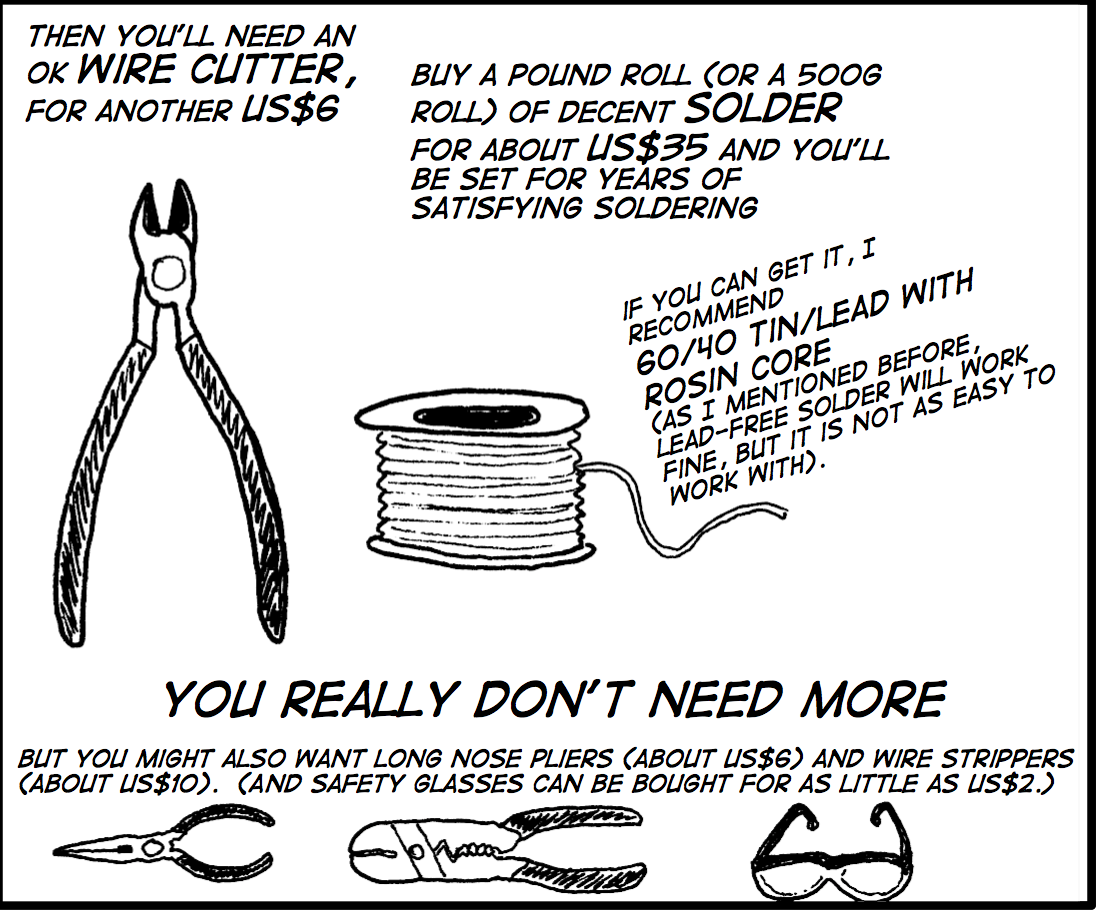 THEN YOU'LL NEED AN
OK WIRE CUTTER,
FOR ANOTHER US$6
BUY A POUND ROLL (OR A 500G
ROLL) OF DECENT SOLDER
FOR ABOUT US$35 AND YOU'LL
BE SET FOR YEARS OF
SATISFYING SOLDERING
IF YOU CAN GET IT, I
RECOMMEND
60/40 TIN/LEAD WITH
ROSIN CORE
(AS I MENTIONED BEFORE,
LEAD-FREE SOLDER WILL WORK
FINE, BUT IT IS NOT AS EASY TO
WORK WITH).
YOU REALLY DON'T NEED MORE
BUT YOU MIGHT ALSO WANT LONG NOSE PLIERS (ABOUT US$6) AND WIRE STRIPPERS
(ABOUT US$10). (AND SAFETY GLASSES CAN BE BOUGHT FOR AS LITTLE AS US$2.)